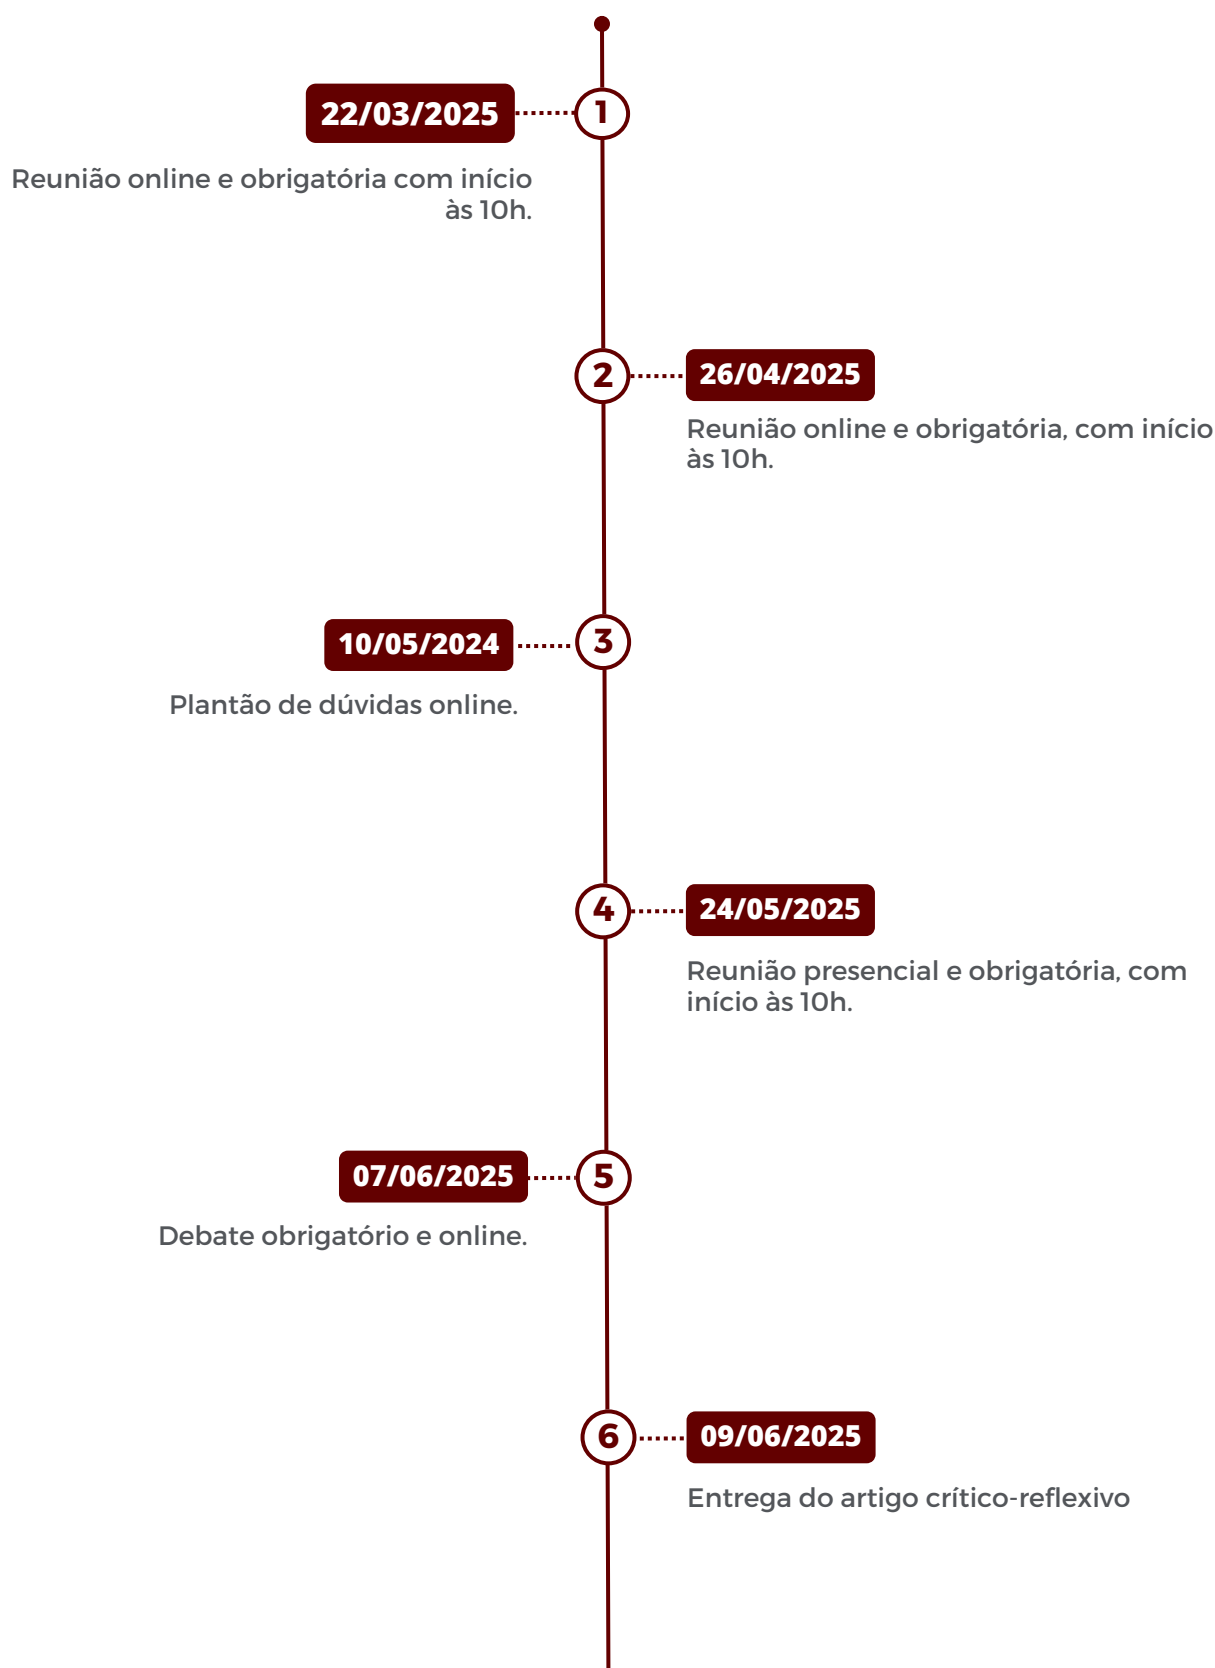 1
22/03/2025
Reunião online e obrigatória com início
às 10h.
2
26/04/2025
Reunião online e obrigatória, com início
às 10h.
3
10/05/2024
Plantão de dúvidas online.
4
24/05/2025
Reunião presencial e obrigatória, com
início às 10h.
5
07/06/2025
Debate obrigatório e online.
6
09/06/2025
Entrega do artigo crítico-reflexivo